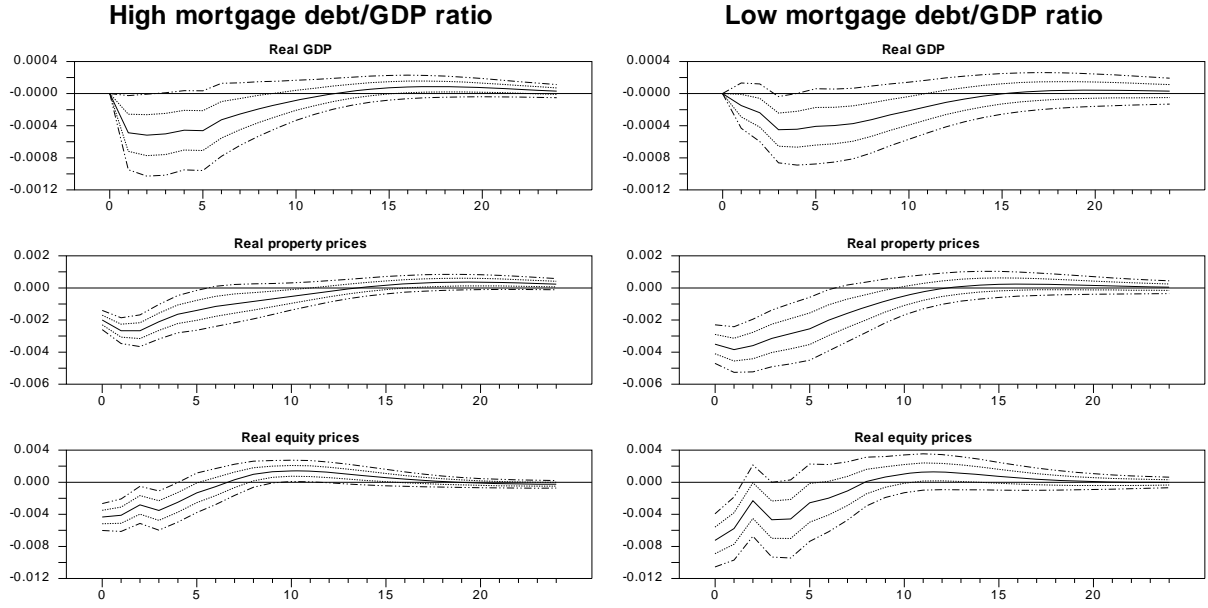 High mortgage debt/GDP ratio
Real GDP
0.0004
-0.0000
-0.0004
-0.0008
-0.0012
0 5 10 15 20
Real property prices
0.002
0.000
-0.002
-0.004
-0.006
0 5 10 15 20
Real equity prices
0.004
0.000
-0.004
-0.008
-0.012
0 5 10 15 20
Low mortgage debt/GDP ratio
Real GDP
0.0004
-0.0000
-0.0004
-0.0008
-0.0012
0 5 10 15 20
Real property prices
0.002
0.000
-0.002
-0.004
-0.006
0 5 10 15 20
Real equity prices
0.004
0.000
-0.004
-0.008
-0.012
0 5 10 15 20